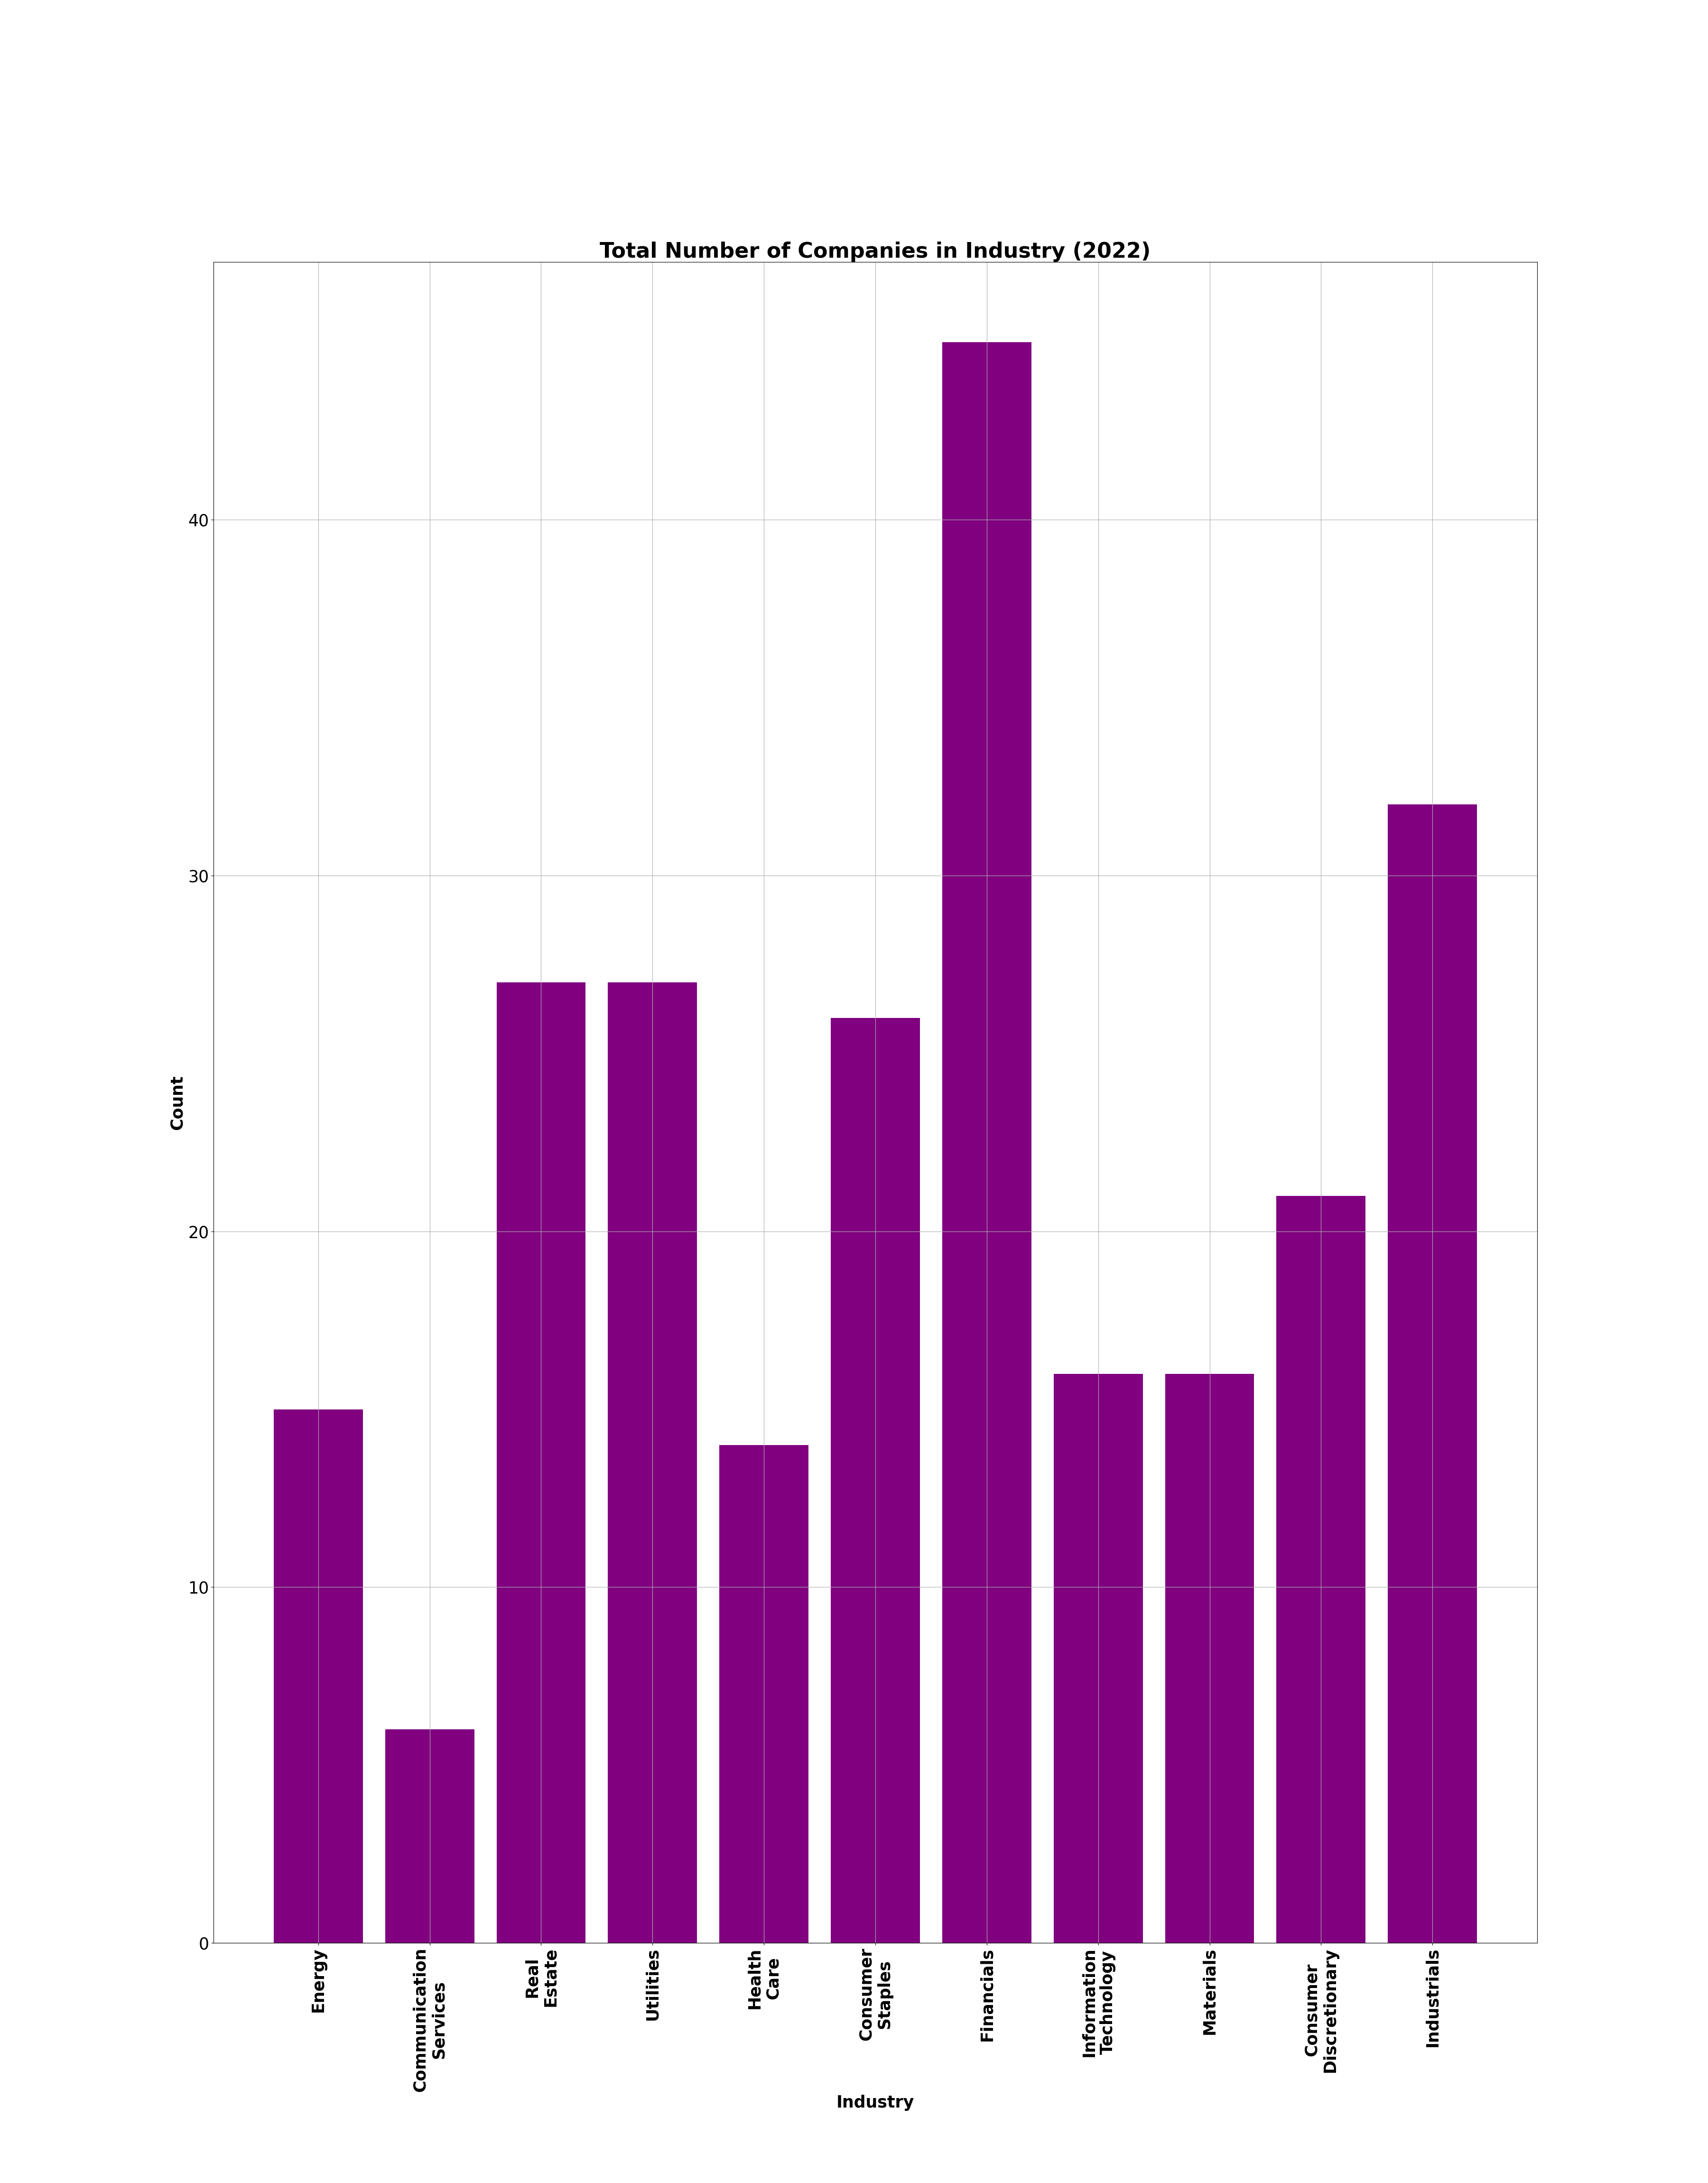 Total Number of Companies in Industry (2022)
40
30
20
10
0
Count
Energy
Communication
Services
Real
Estate
Utilities
Health
Care
Consumer
Staples
Financials
Information
Technology
Materials
Consumer
Discretionary
Industrials
Industry